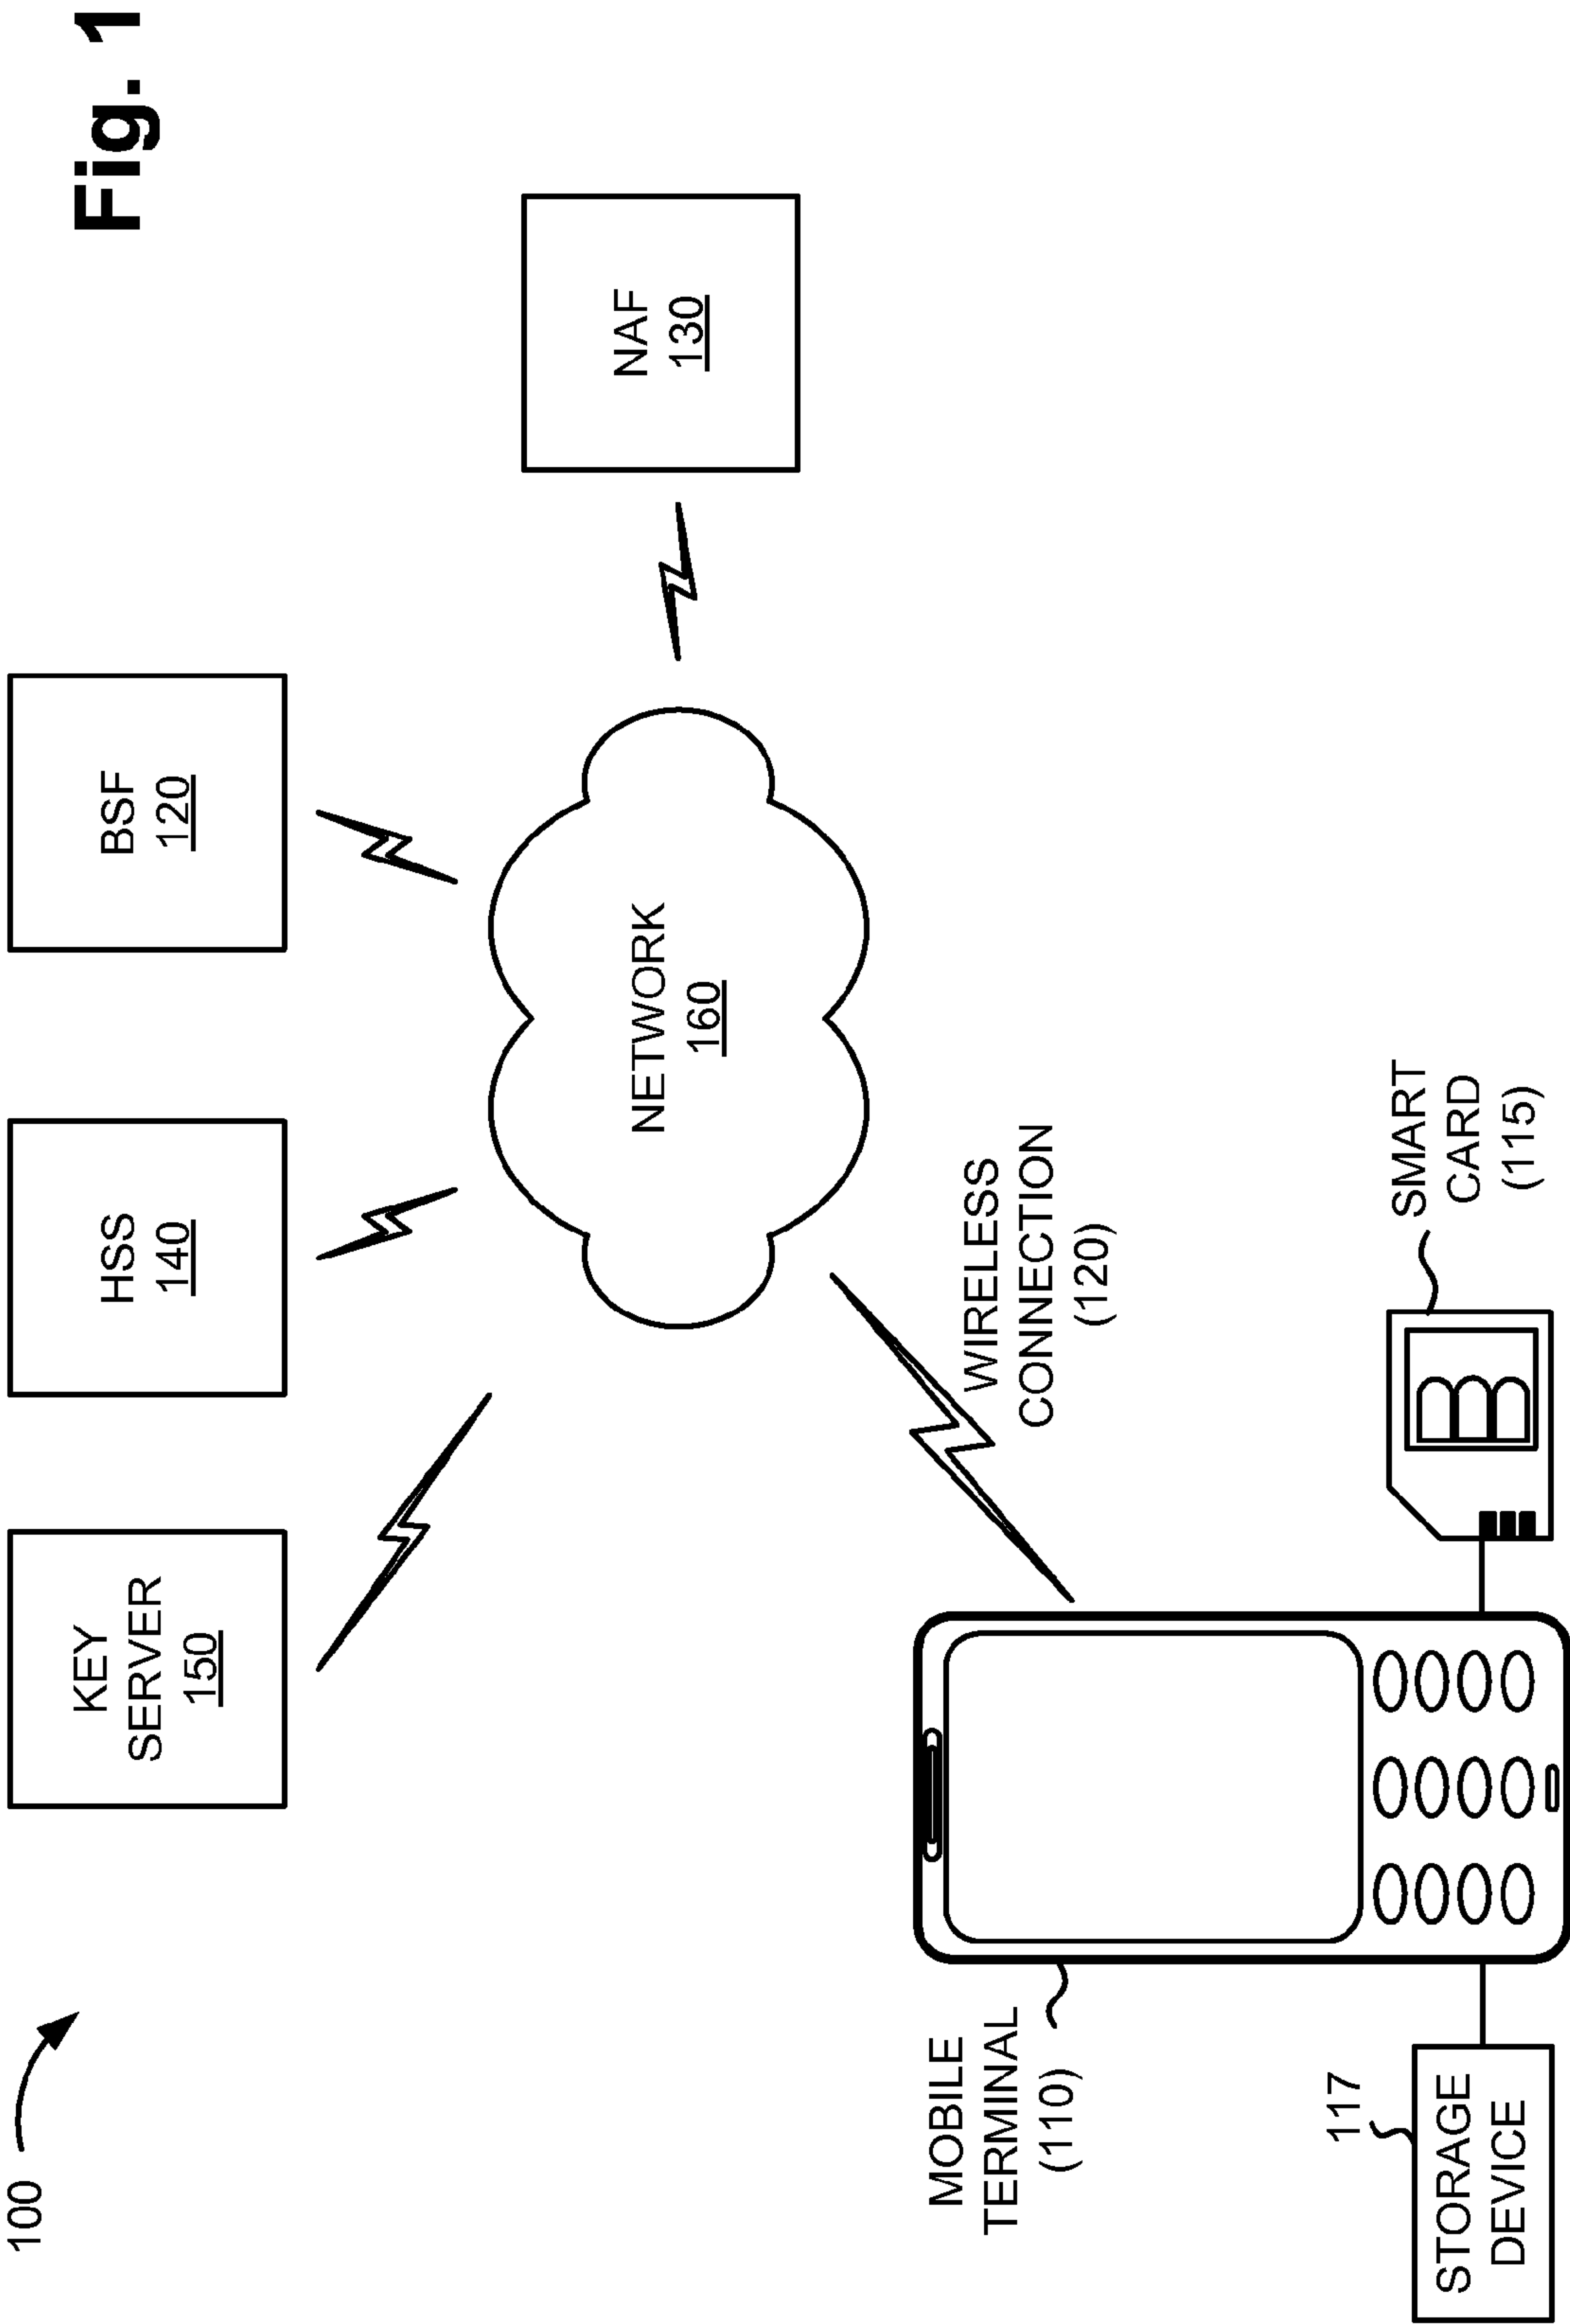 Fig. 1
100
KEY
SERVER
150
HSS
140
BSF
120
NETWORK
160
NAF
130
WIRELESS
CONNECTION
(120)
MOBILE
TERMINAL
(110)
SMART
CARD
(115)
117
STORAGE
DEVICE